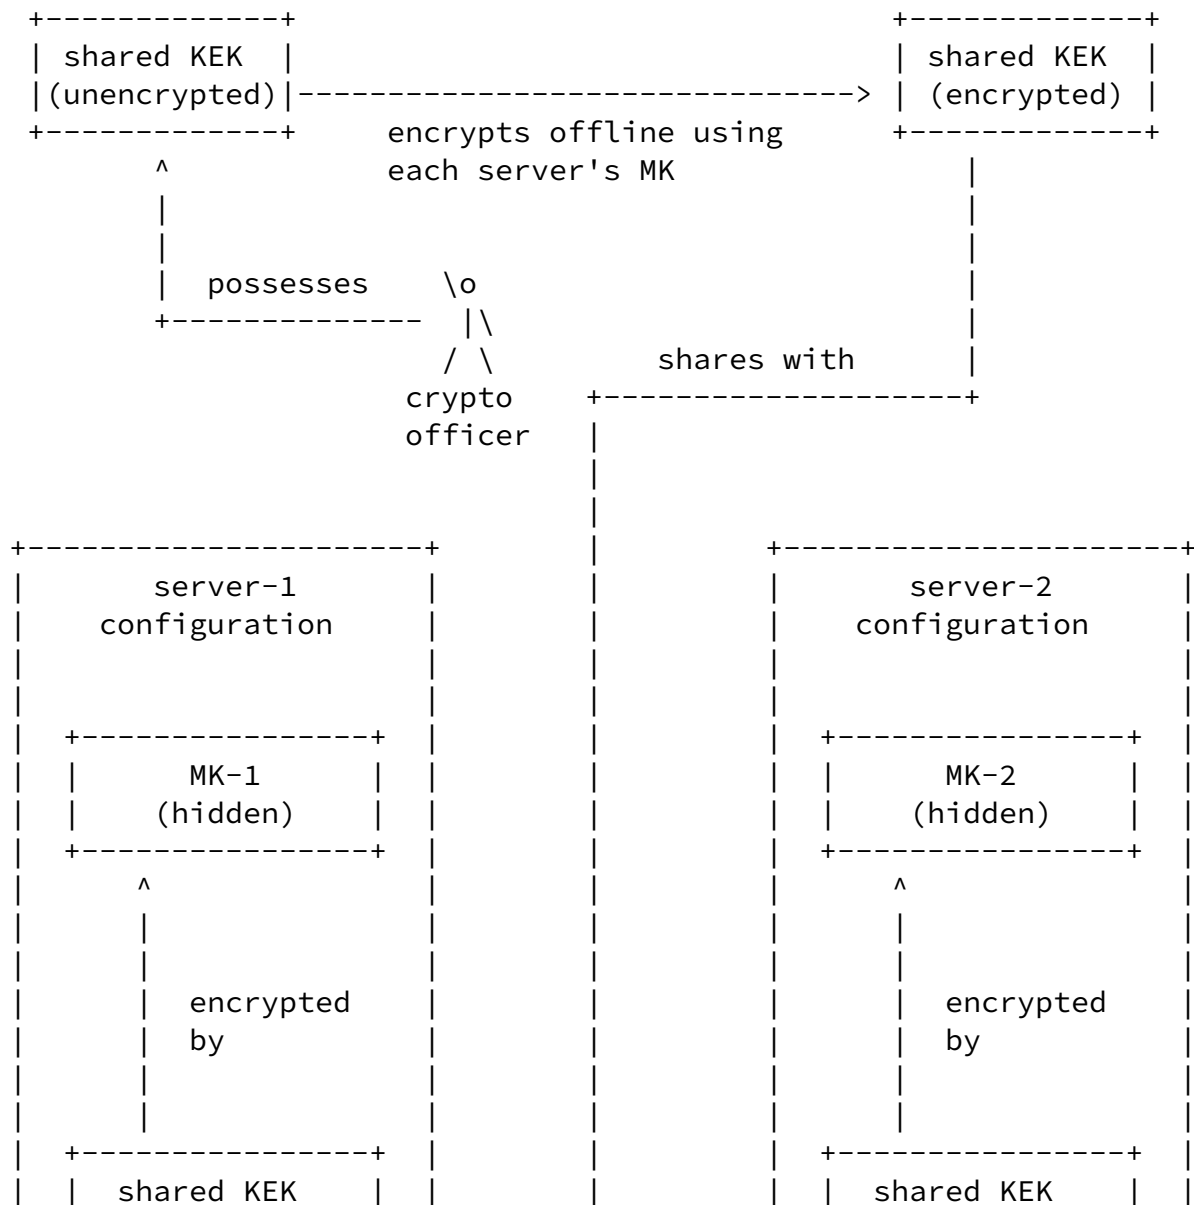 shared KEK shared KEK
(unencrypted) (encrypted)
encrypts offline using
each server's MK
possesses
shares with
crypto
officer
server-1 server-2
configuration configuration
MK-1 MK-2
(hidden) (hidden)
encrypted encrypted
by by
shared KEK shared KEK